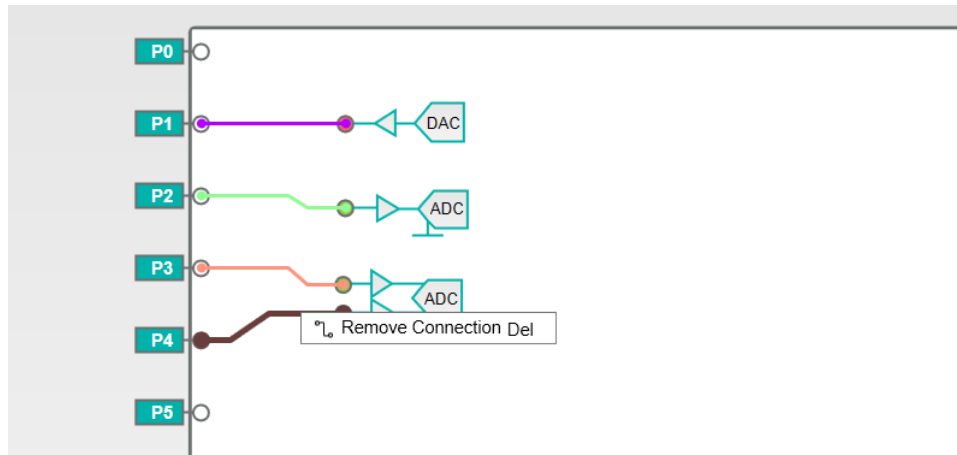 P0
P1
DAC
P2
ADC
P3
ADC
Remove Connection Del
P4
P5